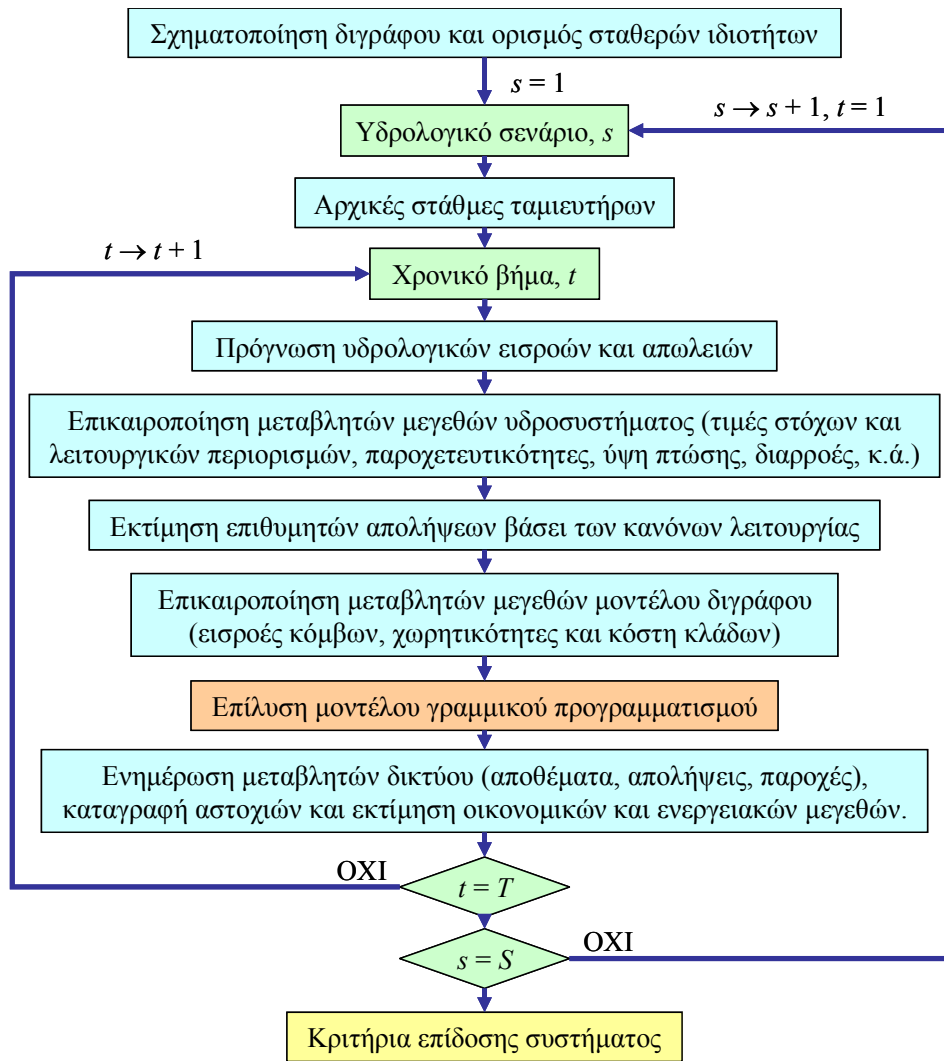 Σχηματοποίηση διγράφου και ορισμός σταθερών ιδιοτήτων
s = 1
s → s + 1, t = 1
Υδρολογικό σενάριο, s
Αρχικές στάθμες ταμιευτήρων
t → t + 1
Χρονικό βήμα, t
Πρόγνωση υδρολογικών εισροών και απωλειών
Επικαιροποίηση μεταβλητών μεγεθών υδροσυστήματος (τιμές στόχων και
λειτουργικών περιορισμών, παροχετευτικότητες, ύψη πτώσης, διαρροές, κ.ά.)
Εκτίμηση επιθυμητών απολήψεων βάσει των κανόνων λειτουργίας
Επικαιροποίηση μεταβλητών μεγεθών μοντέλου διγράφου
(εισροές κόμβων, χωρητικότητες και κόστη κλάδων)
Επίλυση μοντέλου γραμμικού προγραμματισμού
Ενημέρωση μεταβλητών δικτύου (αποθέματα, απολήψεις, παροχές),
καταγραφή αστοχιών και εκτίμηση οικονομικών και ενεργειακών μεγεθών.
ΟΧΙ
t = T
s = S
ΟΧΙ
Κριτήρια επίδοσης συστήματος